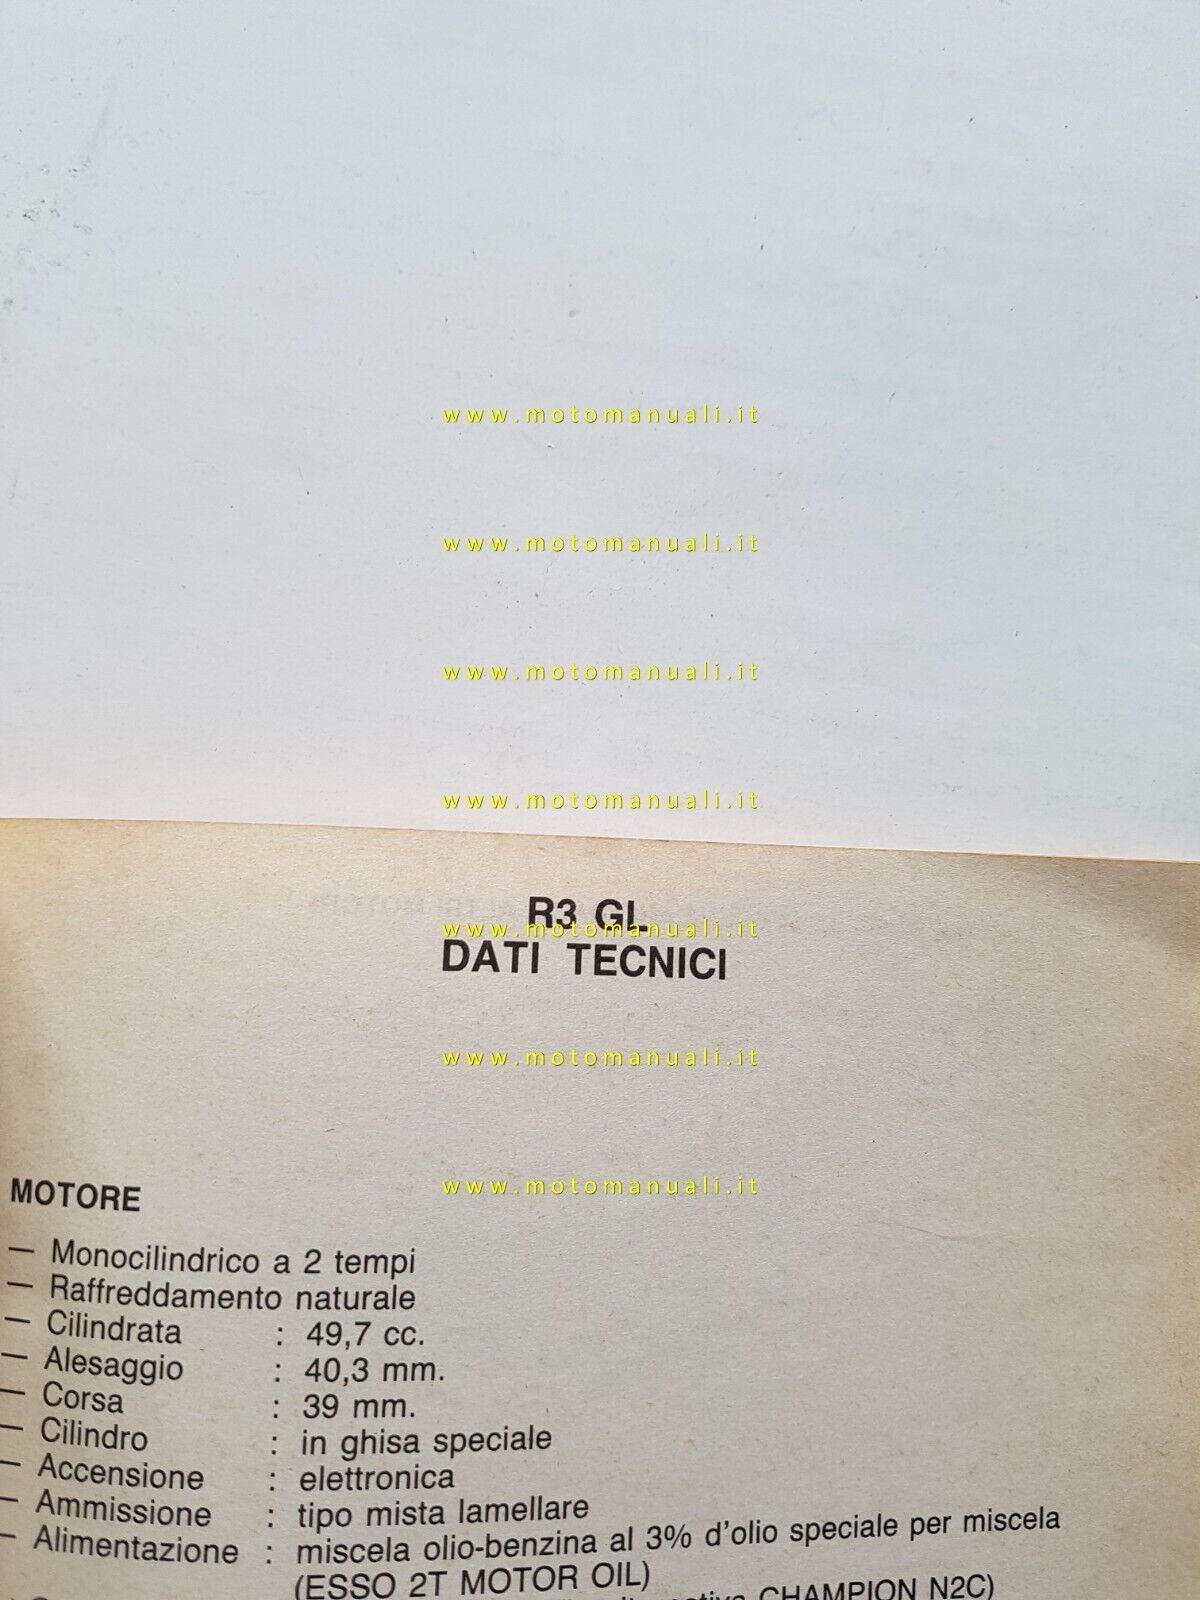 www.motomanuali.it
www.motomanuali.it
www.motomanuali.it
www.motomanuali.it
R3 GL
www.motomanuali.it
DATI TECNICI
www.motomanuali.it
www.motomanuali.it
MOTORE
— Monocilindrico a 2 tempi
— Raffreddamento naturale
— Cilindrata : 49,7 cc.
— Alesaggio : 40,3 mm.
— Corsa : 39 mm.
— Cilindro : in ghisa speciale
— Accensione : elettronica
— Ammissione : tipo mista lamellare
— Alimentazione : miscela olio-benzina al 3% d'olio speciale per miscela
(ESSO 2T MOTOR OIL)
CHAMPION N2C)